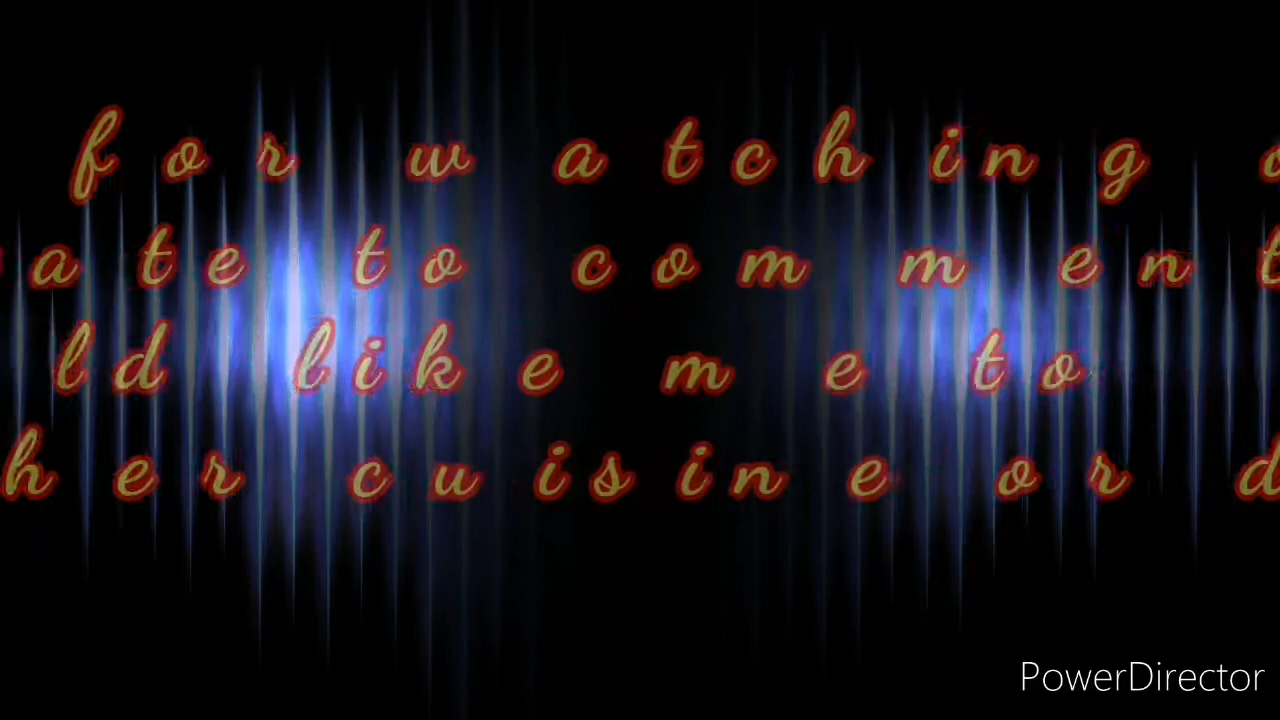 for watching a
ate to comment
ld like me to
her cuisine or d
PowerDirector